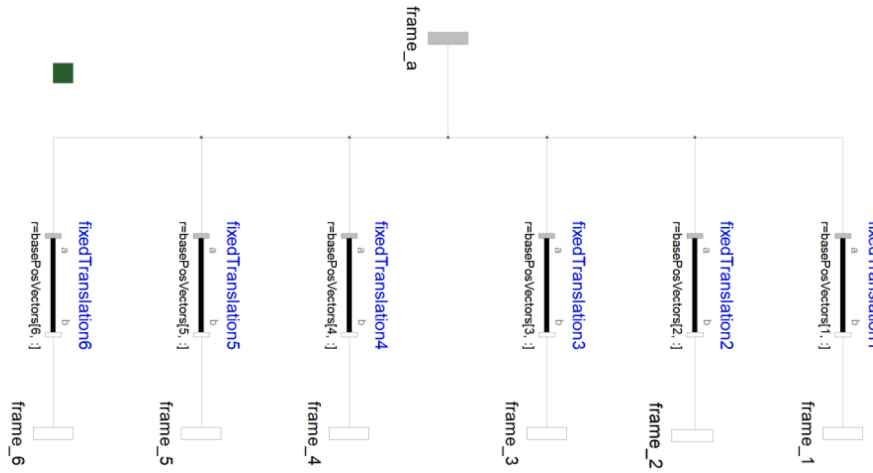 frame_a
fixedTranslation6
a
b
r=basePosVectors[6, :]
frame_6
fixedTranslation5
a
b
r=basePosVectors[5, :]
frame_5
fixedTranslation4
a
b
r=basePosVectors[4, :]
frame_4
fixedTranslation3
a
b
r=basePosVectors[3, :]
frame_3
fixedTranslation2
a
b
r=basePosVectors[2, :]
frame_2
fixedTranslation1
a
b
r=basePosVectors[1, :]
frame_1